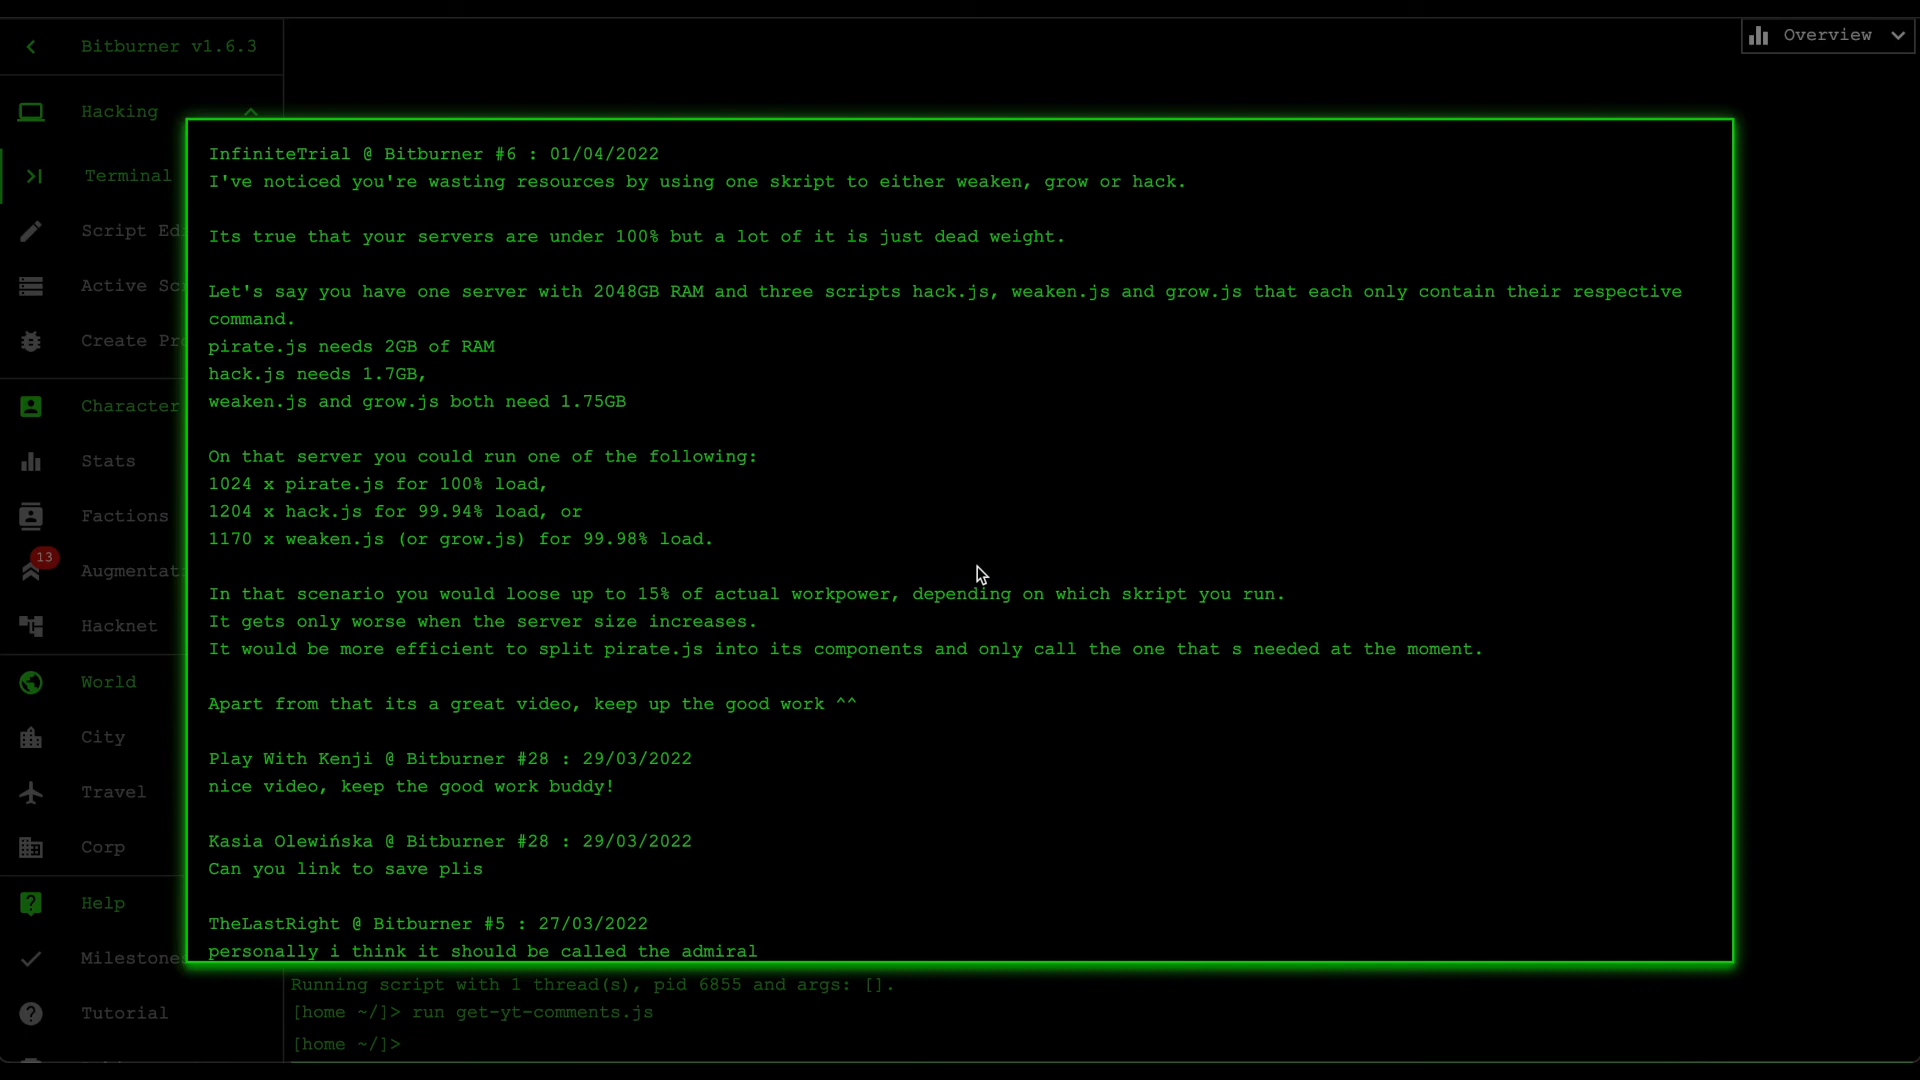 Bitburner v1.6.3
Overview
Hacking
Terminal
Script Ed
Active Sc
Create Pr
Character
Stats
Factions
13
Augmentat
Hacknet
World
City
Travel
Corp
Help
Milestone
Tutorial
InfiniteTrial @ Bitburner #6 : 01/04/2022
I've noticed you're wasting resources by using one skript to either weaken, grow or hack.
Its true that your servers are under 100% but a lot of it is just dead weight.
Let's say you have one server with 2048GB RAM and three scripts hack.js, weaken.js and grow.js that each only contain their respective
command.
pirate.js needs 2GB of RAM
hack.js needs 1.7GB,
weaken.js and grow.js both need 1.75GB
On that server you could run one of the following:
1024 x pirate.js for 100% load,
1204 x hack.js for 99.94% load, or
1170 x weaken.js (or grow.js) for 99.98% load.
In that scenario you would loose up to 15% of actual workpower, depending on which skript you run.
It gets only worse when the server size increases.
It would be more efficient to split pirate.js into its components and only call the one that s needed at the moment.
Apart from that its a great video, keep up the good work ^^
Play With Kenji @ Bitburner #28 : 29/03/2022
nice video, keep the good work buddy!
Kasia Olewińska @ Bitburner #28 : 29/03/2022
Can you link to save plis
TheLastRight @ Bitburner #5 : 27/03/2022
personally i think it should be called the admiral
Running script with 1 thread(s), pid 6855 and args: [].
[home ~/]> run get-yt-comments.js
[home ~/]>